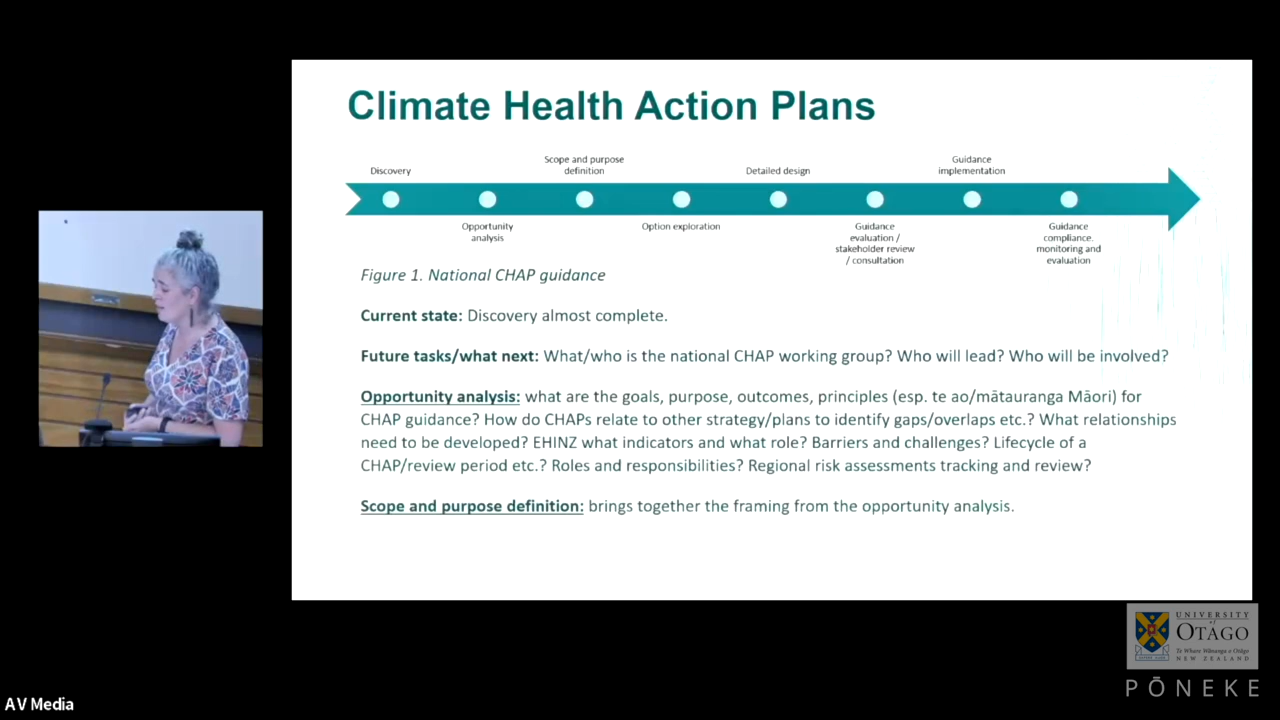 Climate Health Action Plans
Discovery
Scope and purpose
definition
Detailed design
Guidance
implementation
Opportunity
analysis
Option exploration
Guidance
evaluation /
stakeholder review
/ consultation
Guidance
compliance.
monitoring and
evaluation
Figure 1. National CHAP guidance
Current state: Discovery almost complete.
Future tasks/what next: What/who is the national CHAP working group? Who will lead? Who will be involved?
Opportunity analysis: what are the goals, purpose, outcomes, principles (esp. te ao/mātauranga Māori) for
CHAP guidance? How do CHAPs relate to other strategy/plans to identify gaps/overlaps etc.? What relationships
need to be developed? EHINZ what indicators and what role? Barriers and challenges? Lifecycle of a
CHAP/review period etc.? Roles and responsibilities? Regional risk assessments tracking and review?
Scope and purpose definition: brings together the framing from the opportunity analysis.
UNIVERSITY
of
OTAGO
Te Whare Wānanga o Otāgo
NEW ZEALAND
PŌNEKE
AV Media